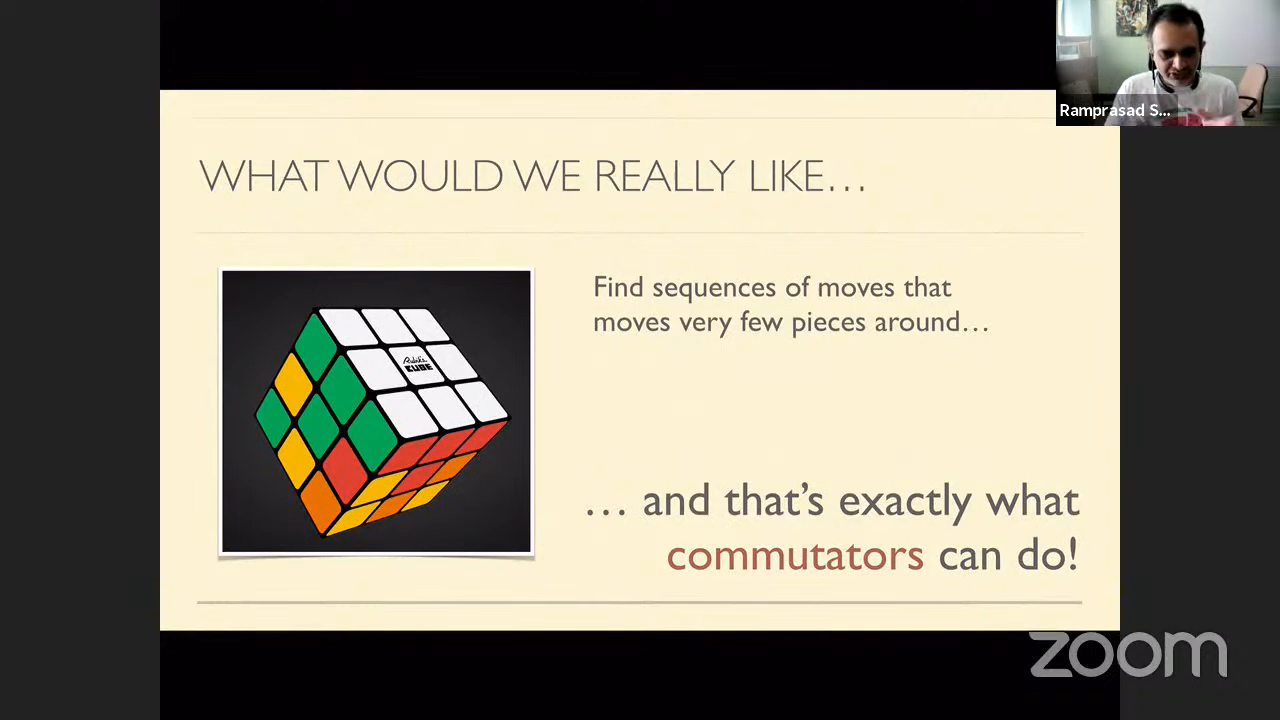 Ramprasad S...
WHAT WOULD WE REALLY LIKE…
Rubik's
CUBE
Find sequences of moves that
moves very few pieces around…
… and that's exactly what
commutators can do!
zoom